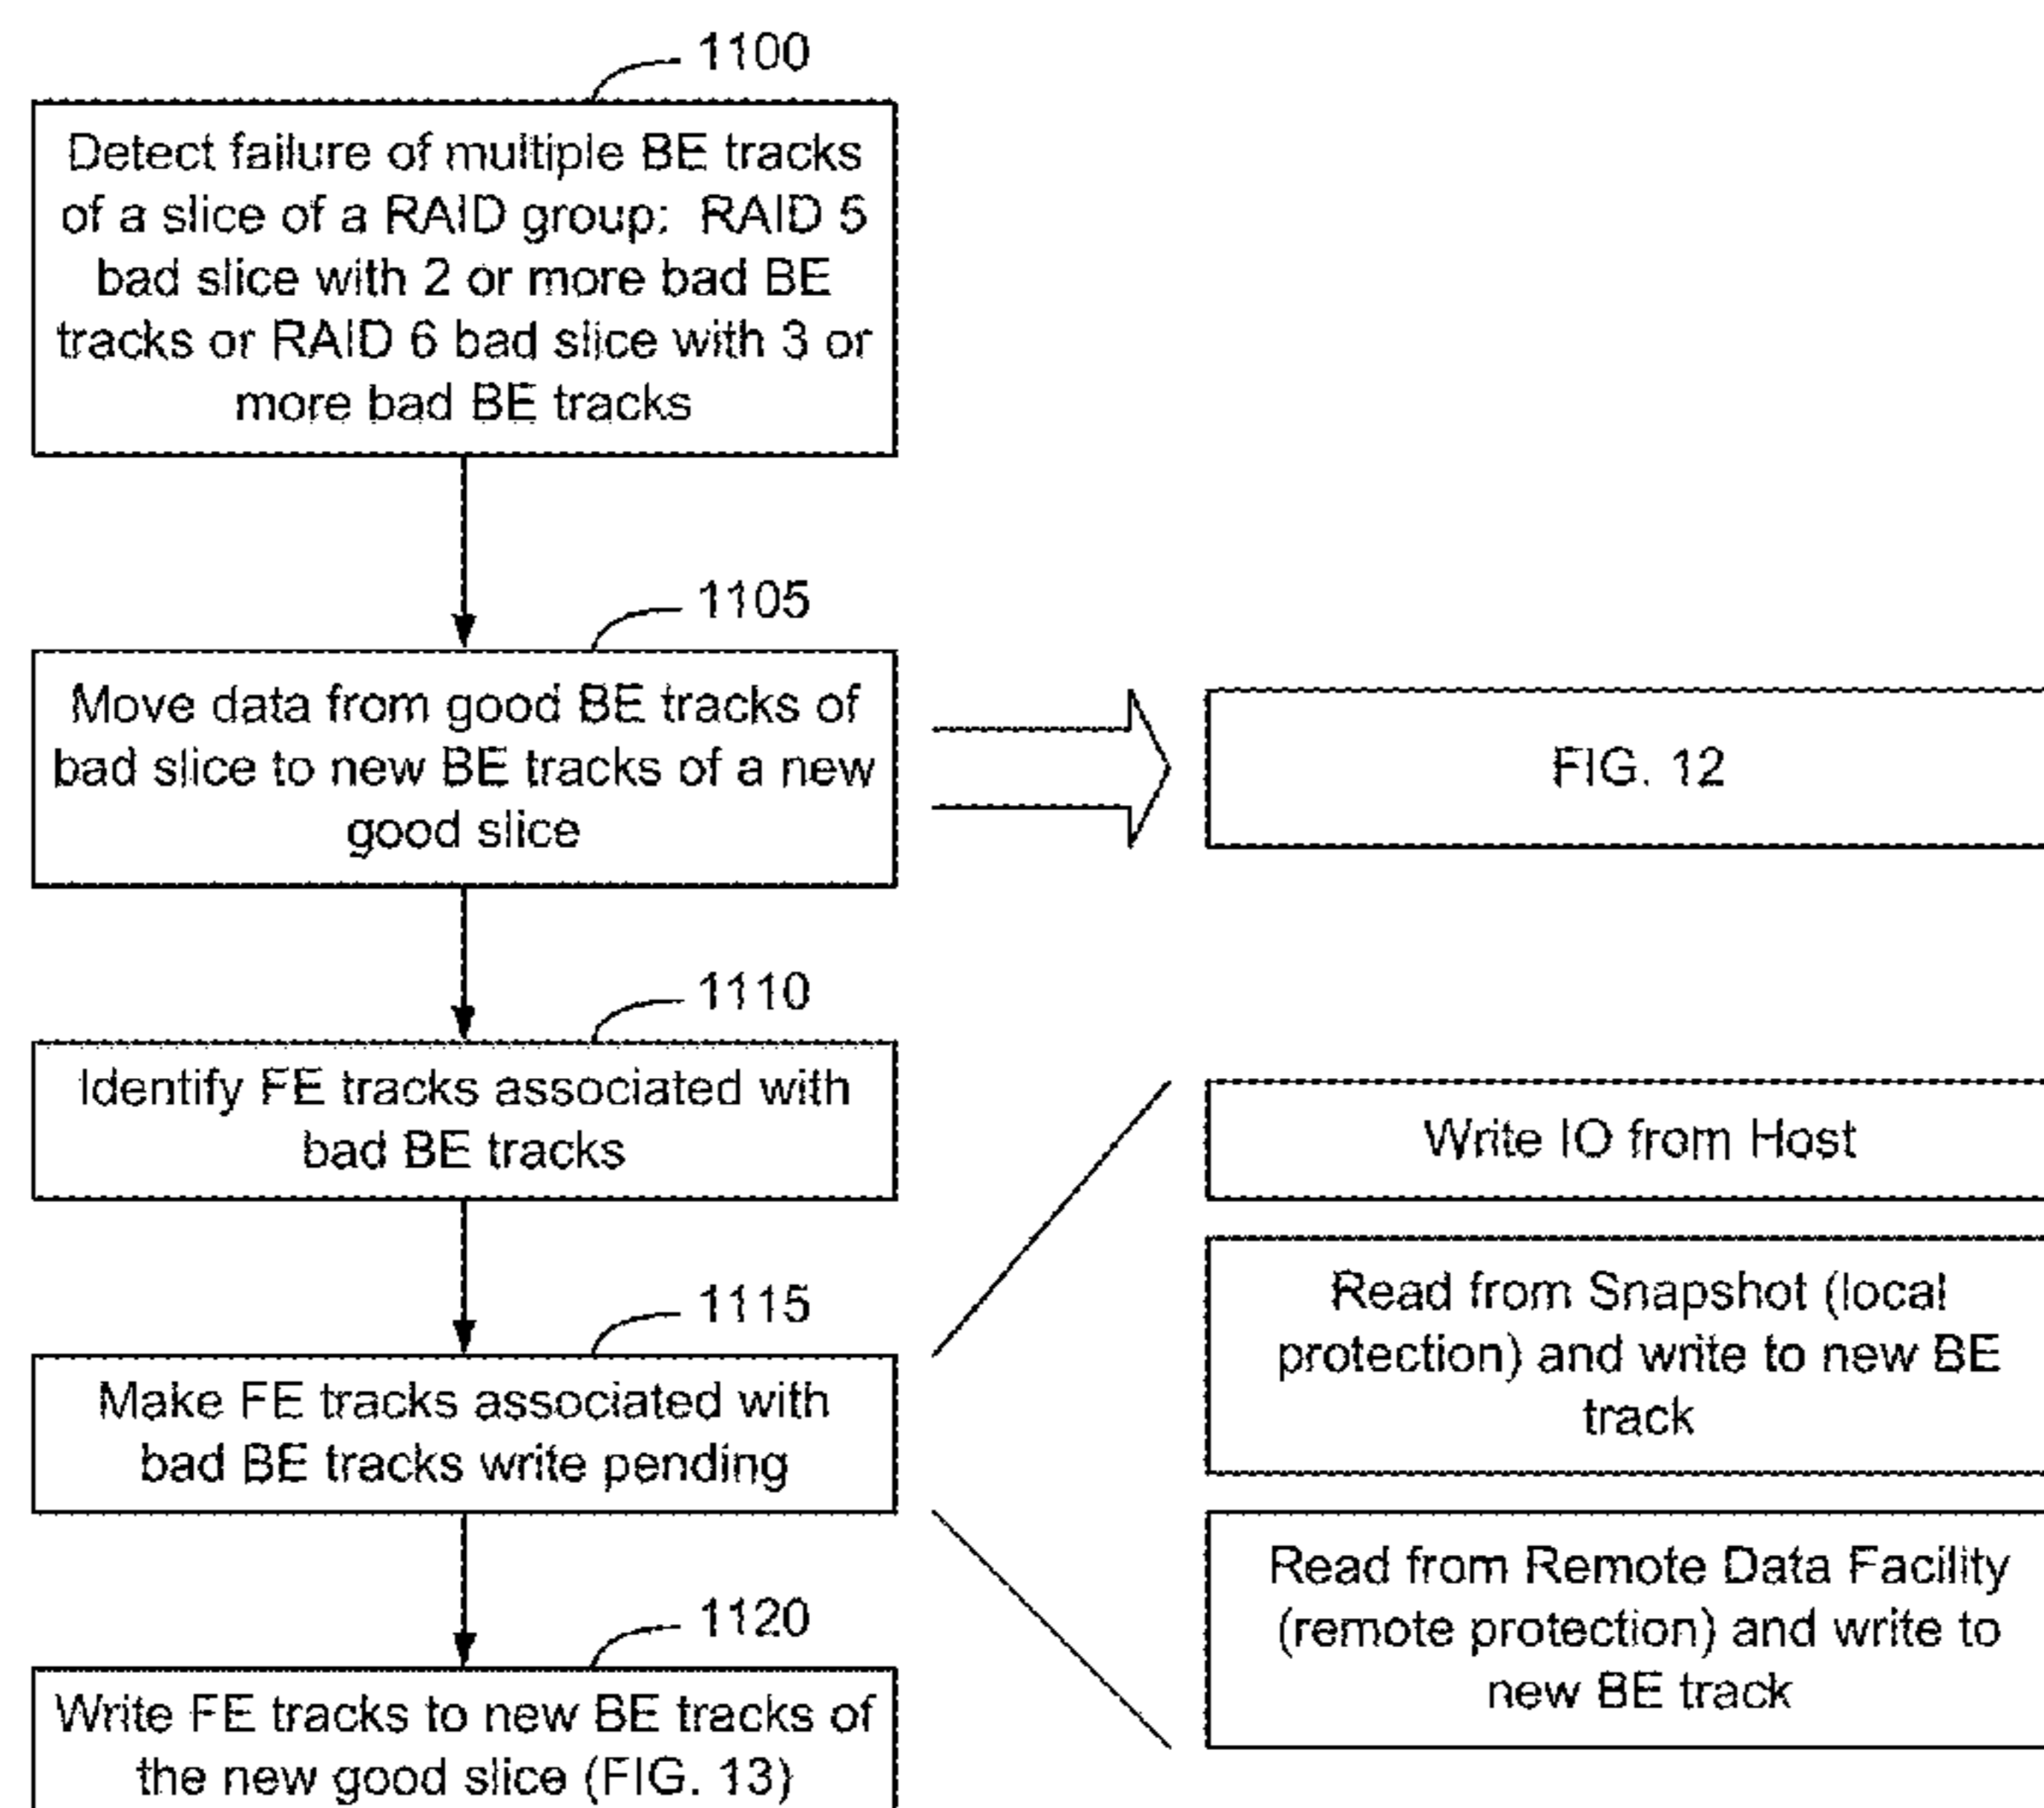 1100
Detect failure of multiple BE tracks
of a slice of a RAID group: RAID 5
bad slice with 2 or more bad BE
tracks or RAID 6 bad slice with 3 or
more bad BE tracks
1105
Move data from good BE tracks of
bad slice to new BE tracks of a new
good slice
FIG. 12
1110
Identify FE tracks associated with
bad BE tracks
1115
Make FE tracks associated with
bad BE tracks write pending
Write IO from Host
Read from Snapshot (local
protection) and write to new BE
track
Read from Remote Data Facility
(remote protection) and write to
new BE track
1120
Write FE tracks to new BE tracks of
the new good slice (FIG. 13)